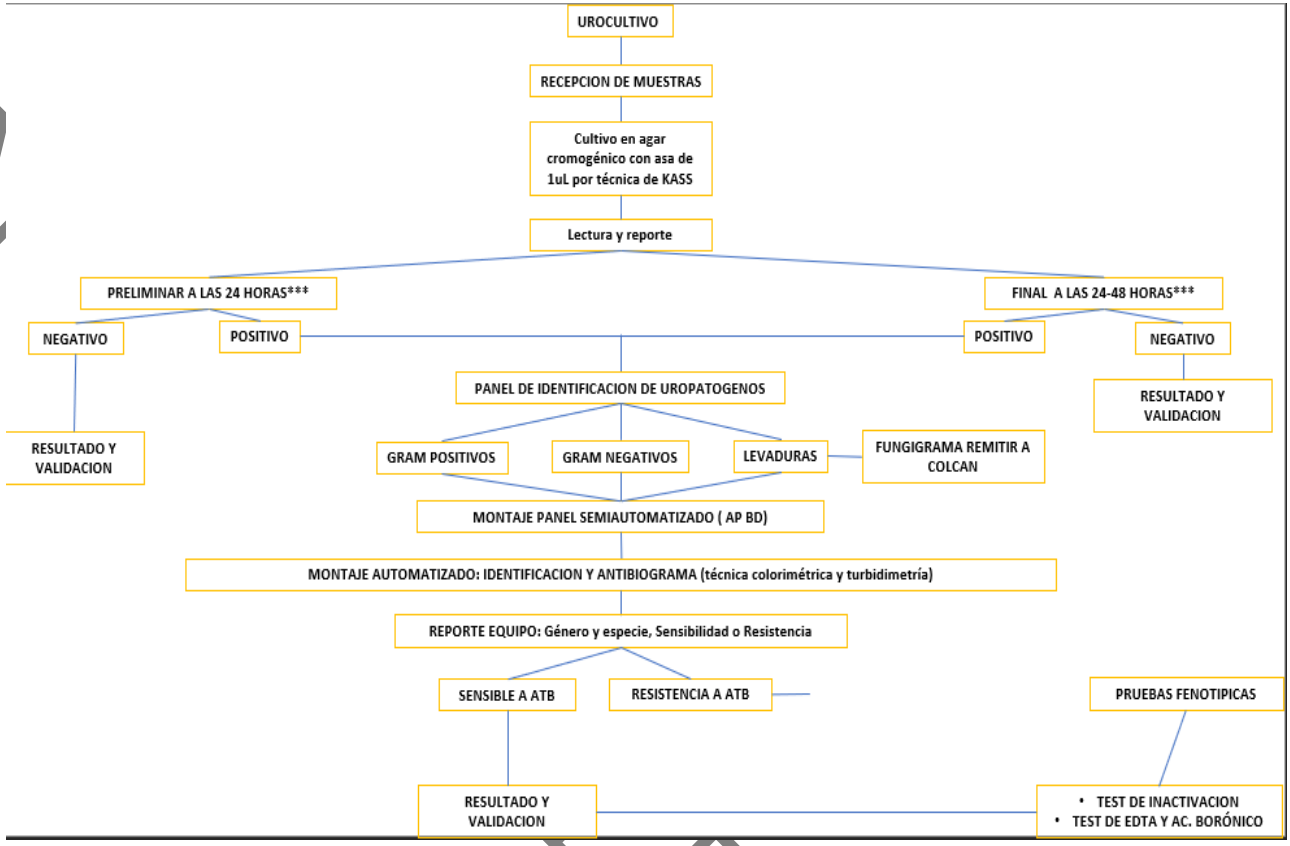 UROCULTIVO
RECEPCION DE MUESTRAS
Cultivo en agar
cromogénico con asa de
1uL por técnica de KASS
Lectura y reporte
PRELIMINAR A LAS 24 HORAS***
FINAL A LAS 24-48 HORAS***
NEGATIVO
POSITIVO
POSITIVO
NEGATIVO
RESULTADO Y
VALIDACION
PANEL DE IDENTIFICACION DE UROPATOGENOS
RESULTADO Y
VALIDACION
GRAM POSITIVOS
GRAM NEGATIVOS
LEVADURAS
FUNGIGRAMA REMITIR A
COLCAN
MONTAJE PANEL SEMIAUTOMATIZADO ( AP BD)
MONTAJE AUTOMATIZADO: IDENTIFICACION Y ANTIBIOGRAMA (técnica colorimétrica y turbidimetría)
REPORTE EQUIPO: Género y especie, Sensibilidad o Resistencia
SENSIBLE A ATB
RESISTENCIA A ATB
PRUEBAS FENOTIPICAS
RESULTADO Y
VALIDACION
• TEST DE INACTIVACION
• TEST DE EDTA Y AC. BORÓNICO